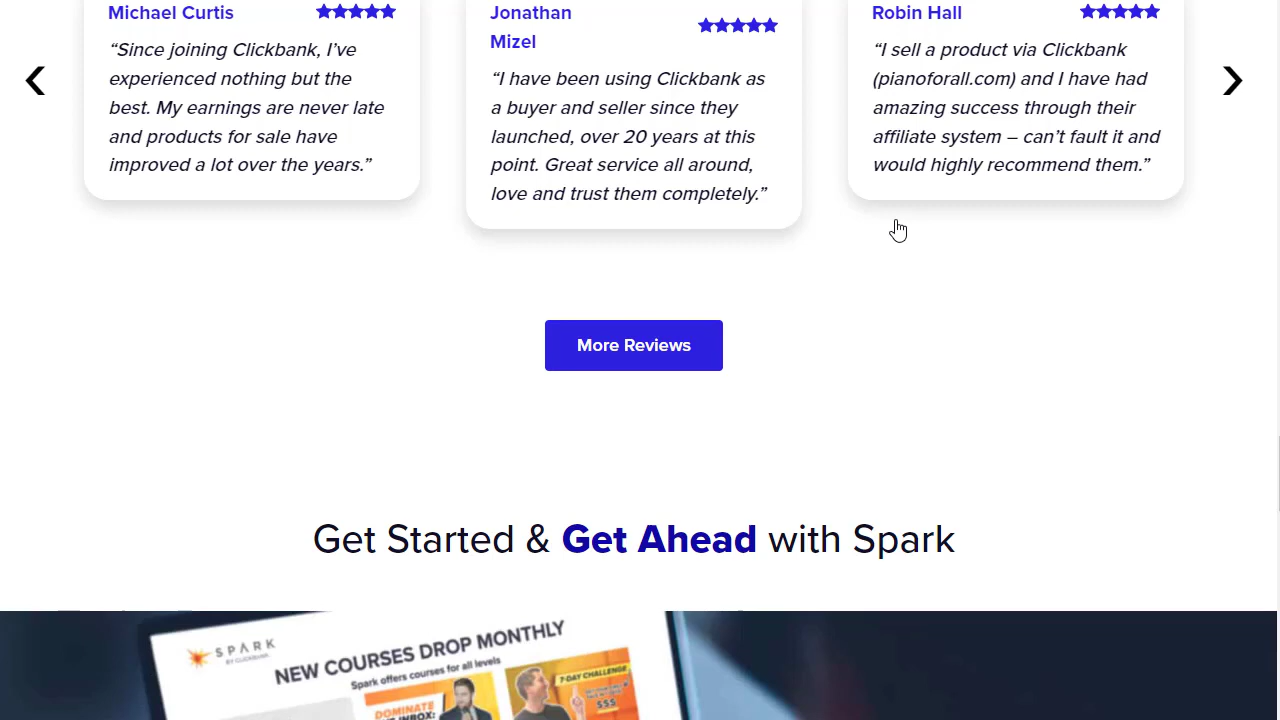 Michael Curtis
“Since joining Clickbank, I’ve
experienced nothing but the
best. My earnings are never late
and products for sale have
improved a lot over the years.”
Jonathan
Mizel
“I have been using Clickbank as
a buyer and seller since they
launched, over 20 years at this
point. Great service all around,
love and trust them completely.”
Robin Hall
“I sell a product via Clickbank
(pianoforall.com) and I have had
amazing success through their
affiliate system – can’t fault it and
would highly recommend them.”
More Reviews
Get Started & Get Ahead with Spark
SPARK
BY CLICKBANK
NEW COURSES DROP MONTHLY
Spark offers courses for all levels
DOMINATE
INBOX:
7-DAY CHALLENGE
$$$